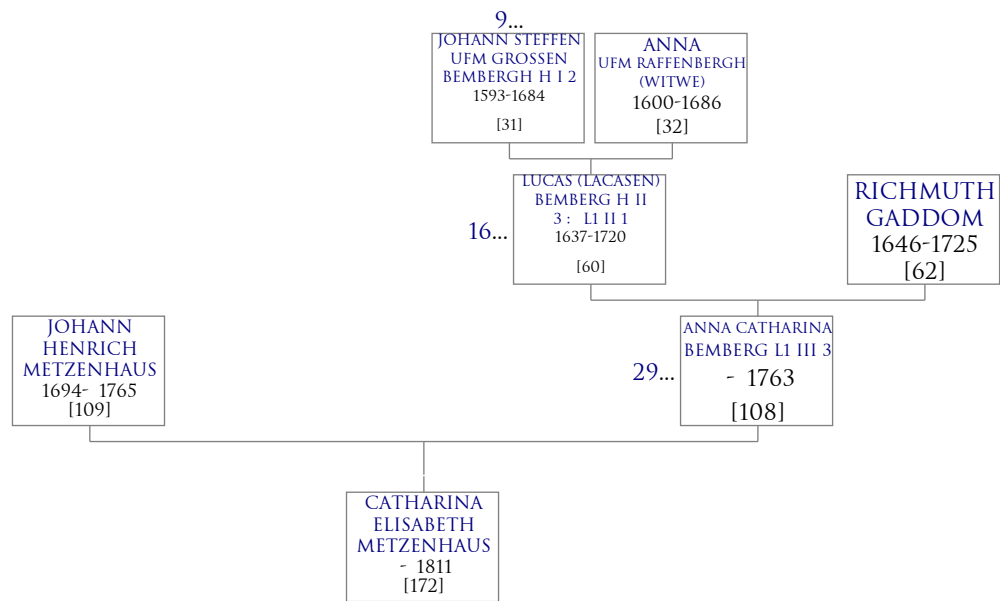 9...
JOHANN STEFFEN
UFM GROSSEN
BEMBERGH H I 2
1593-1684
[31]
ANNA
UFM RAFFENBERGH
(WITWE)
1600-1686
[32]
16...
LUCAS (LACASEN)
BEMBERG H II
3 : L1 II 1
1637-1720
[60]
RICHMUTH
GADDOM
1646-1725
[62]
JOHANN
HENRICH
METZENHAUS
1694- 1765
[109]
29...
ANNA CATHARINA
BEMBERG L1 III 3
- 1763
[108]
CATHARINA
ELISABETH
METZENHAUS
- 1811
[172]